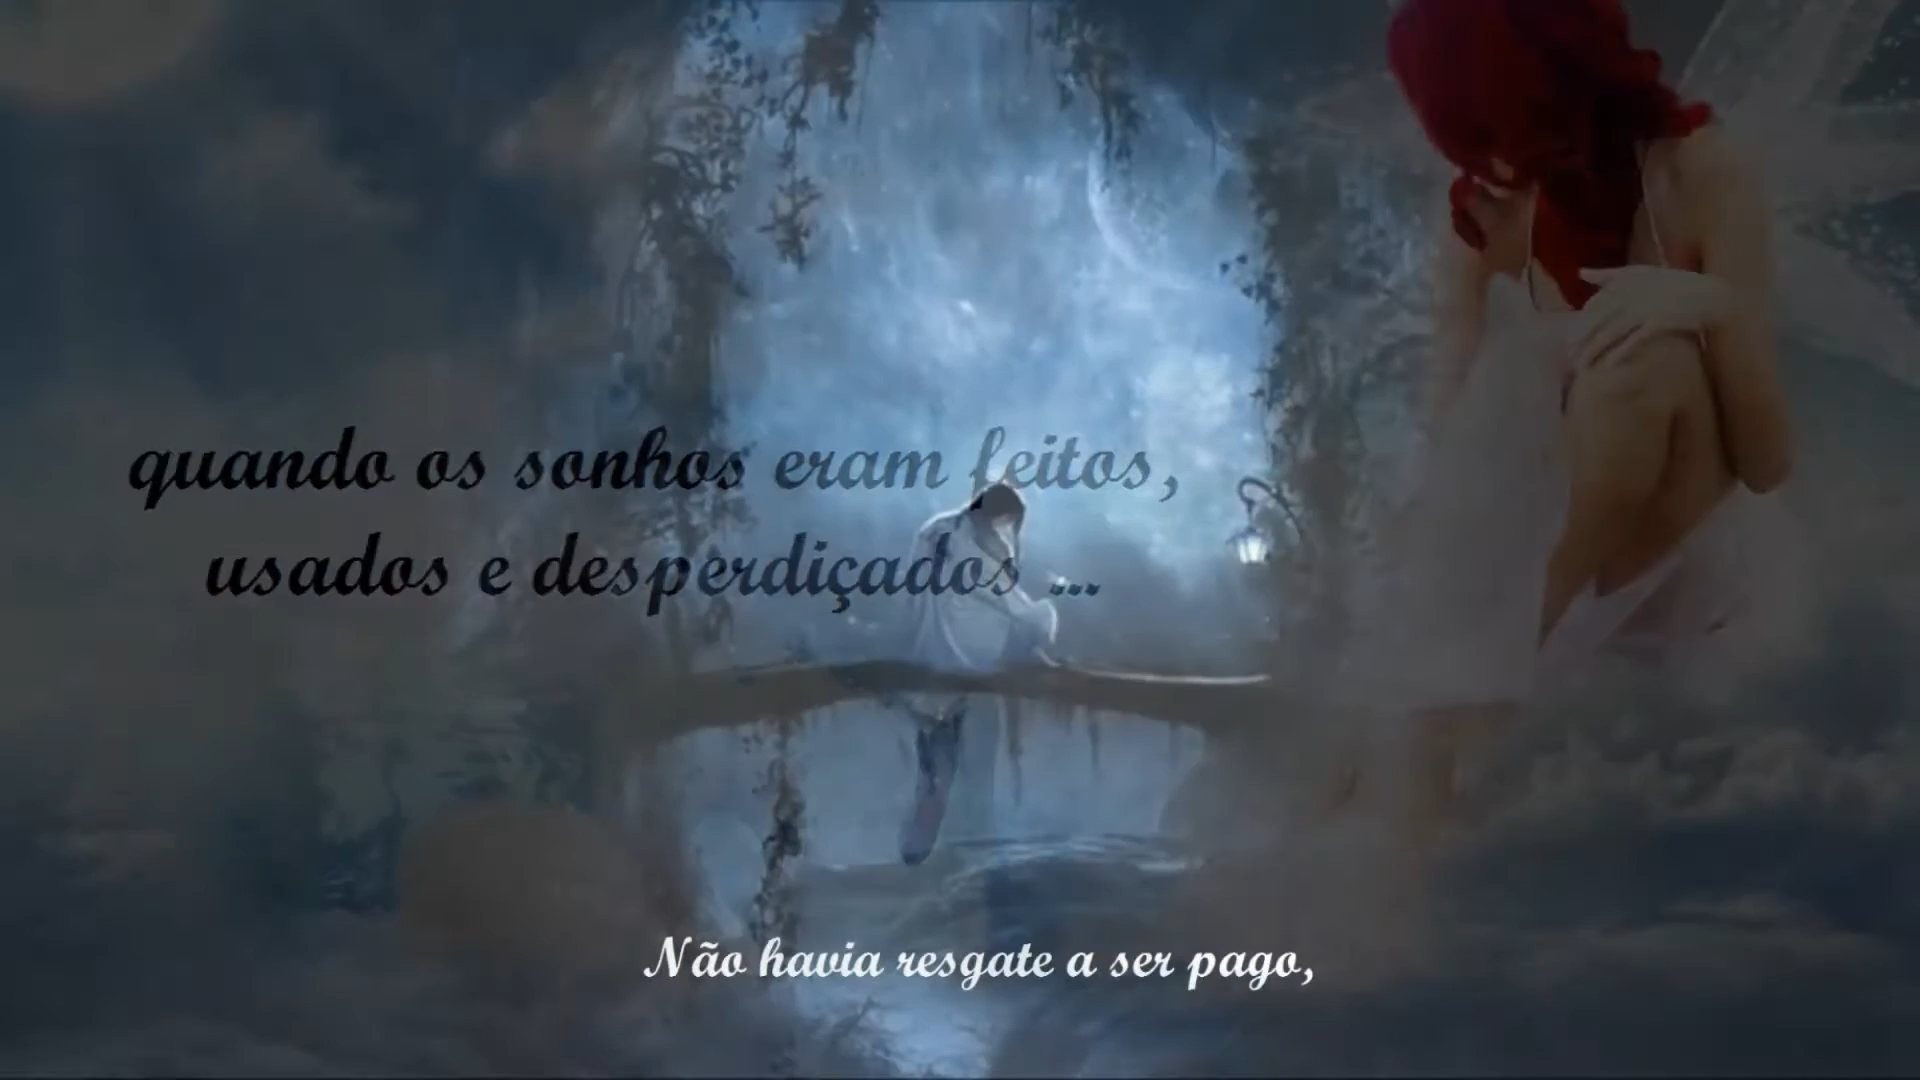 quando os sonhos eram feitos,
usados e desperdiçados ...
Não havia resgate a ser pago,